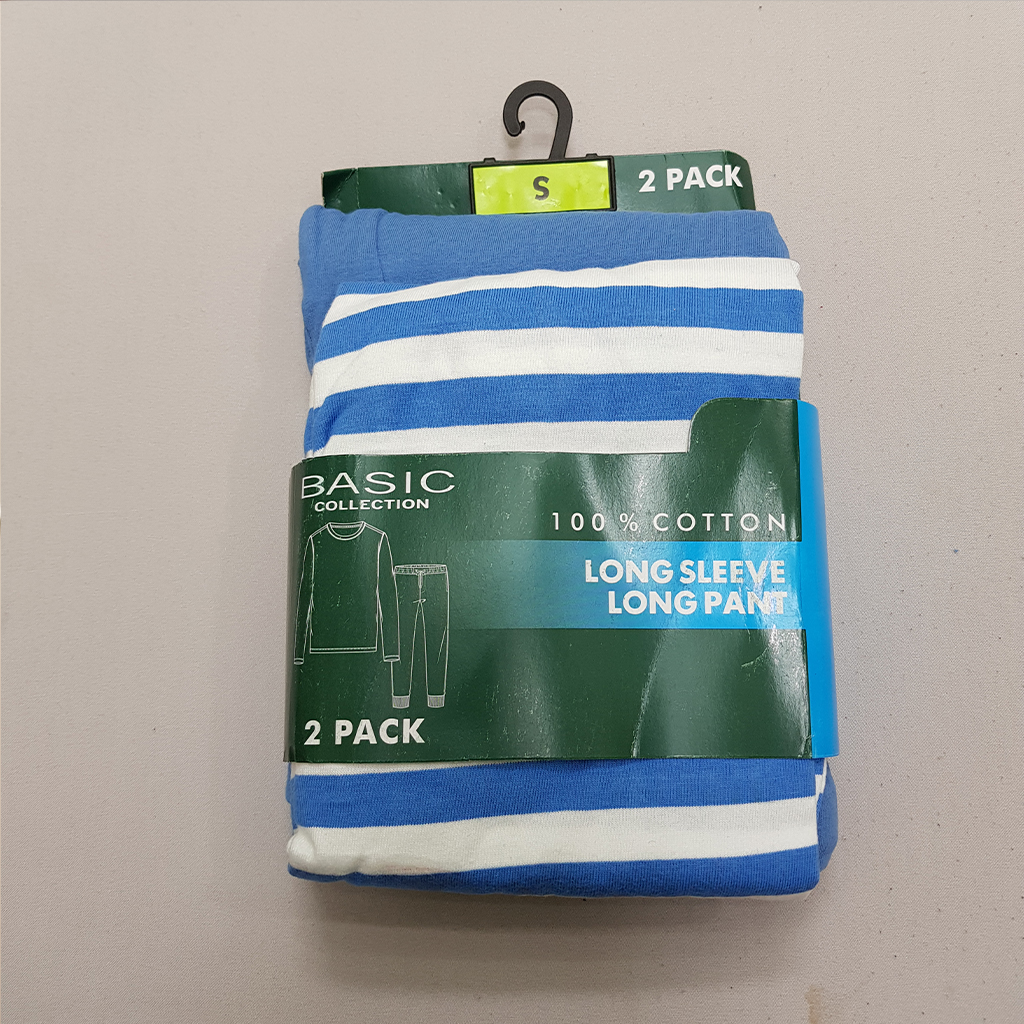 S
2 PACK
BASIC
COLLECTION
100 % COTTON
LONG SLEEVE
LONG PANT
2 PACK